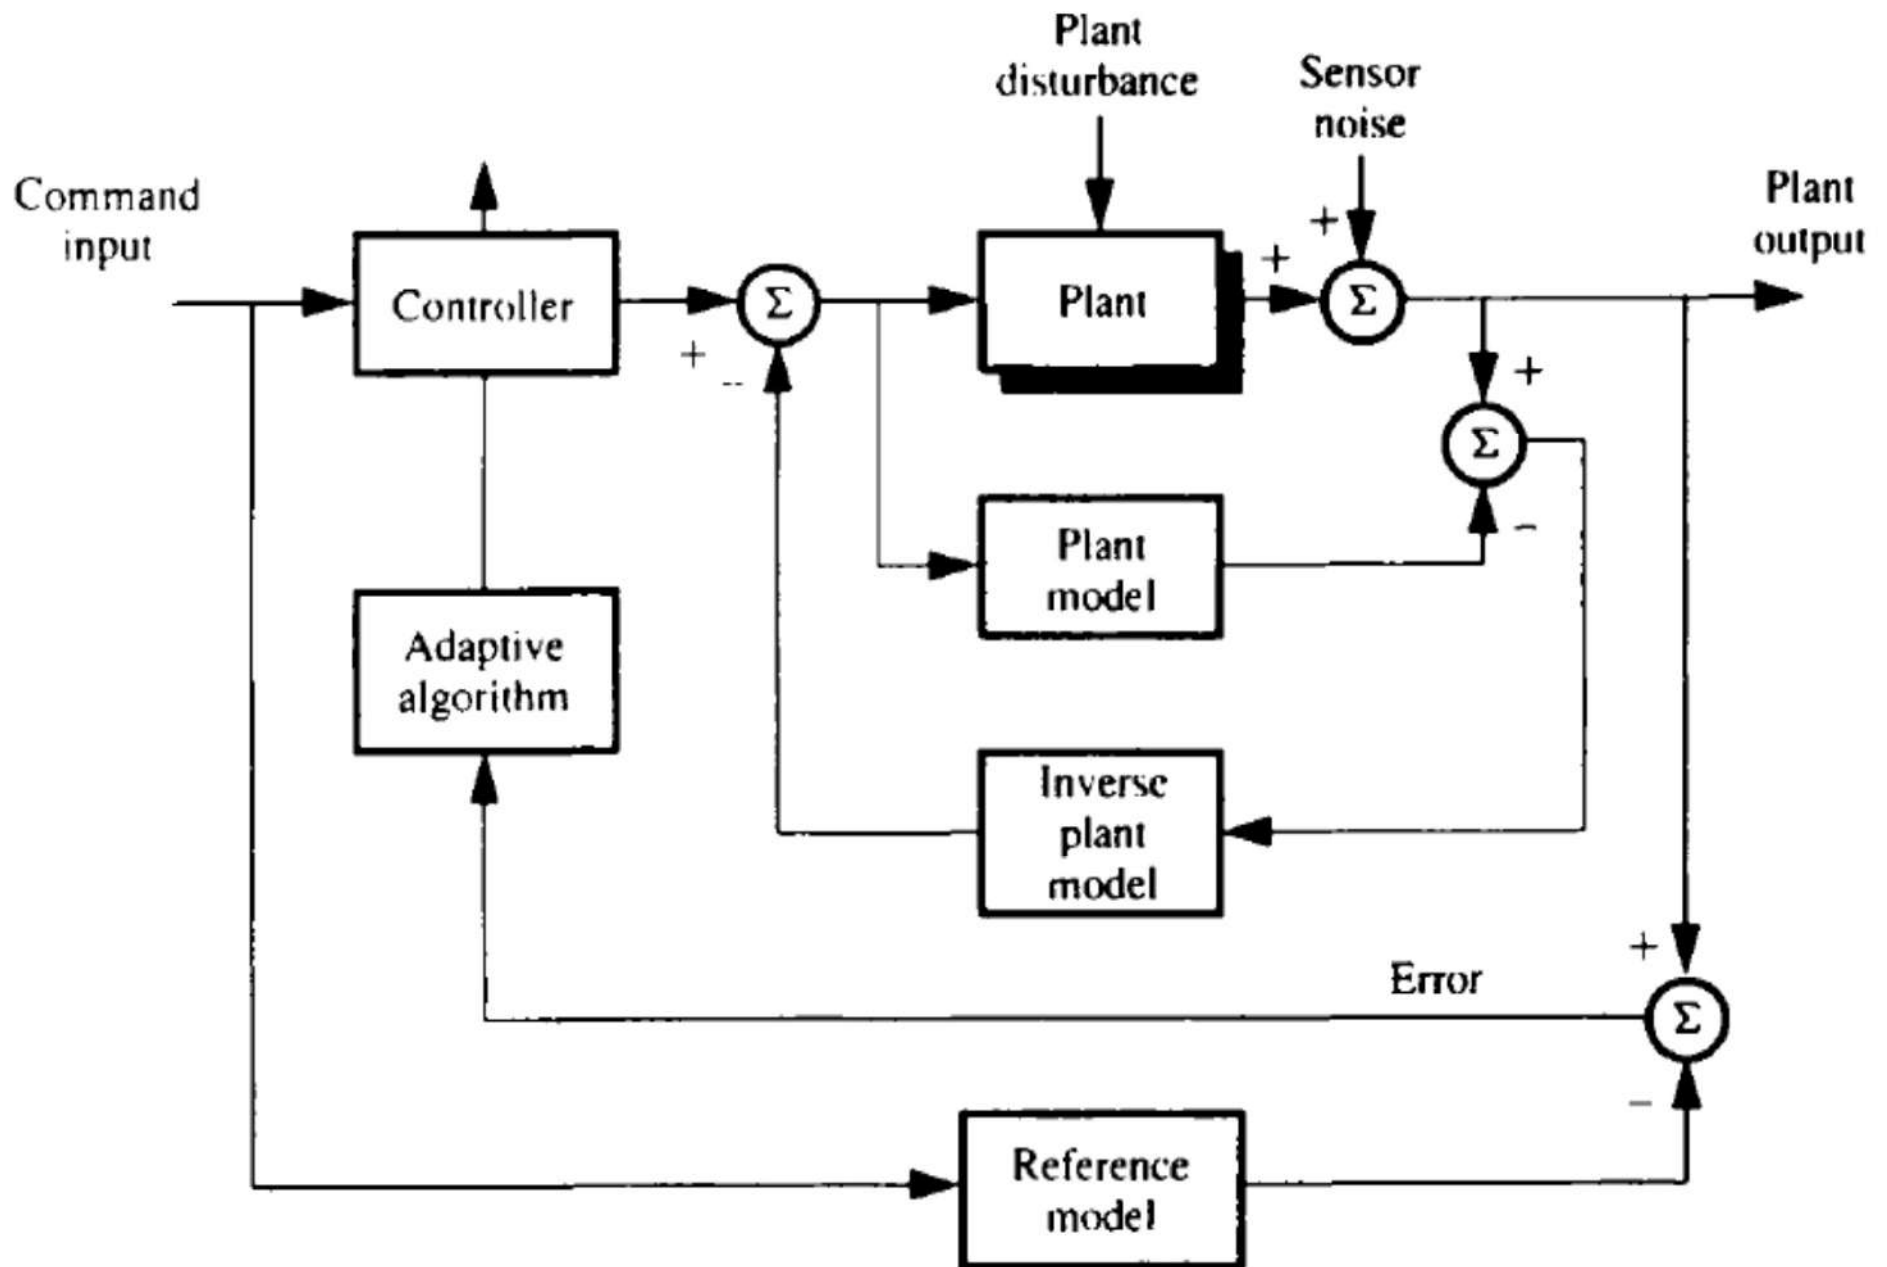 Plant
disturbance
Sensor
noise
Command
input
Plant
output
+
+
Controller
Σ
Plant
Σ
+
--
+
Σ
−
Plant
model
Adaptive
algorithm
Inverse
plant
model
+
Error
Σ
−
Reference
model